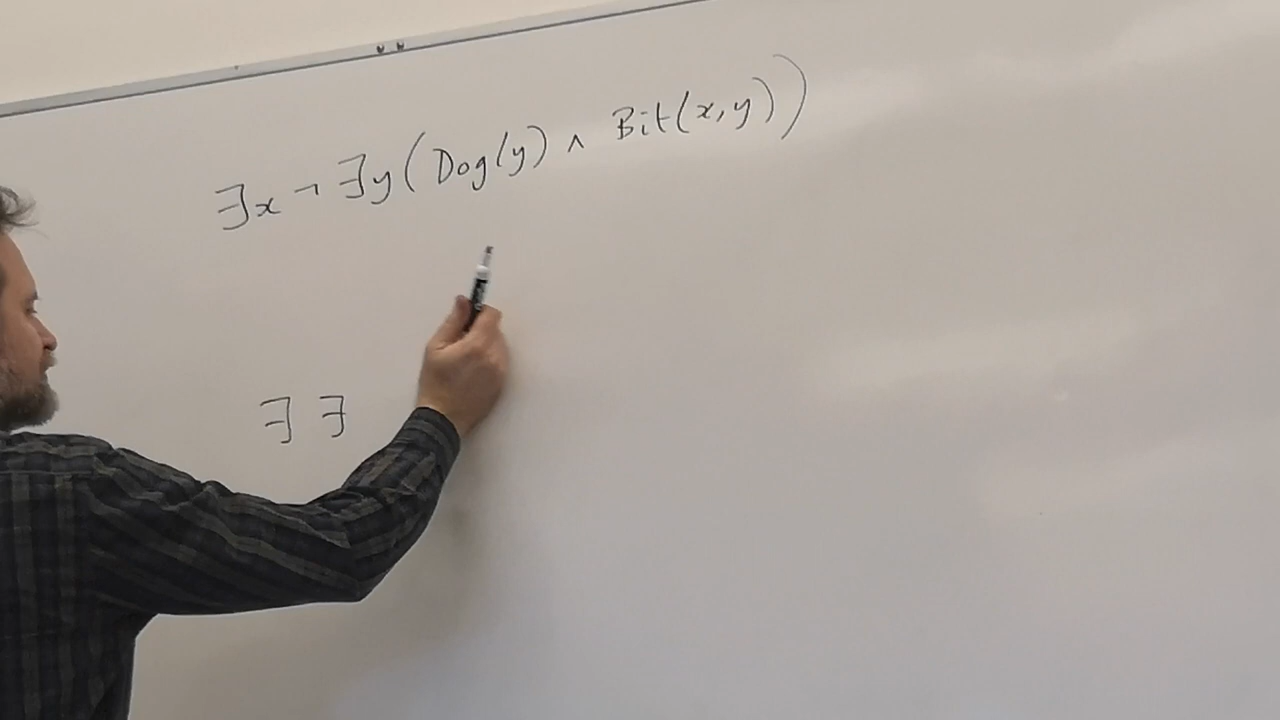 ∃x ¬ ∃y (Dog(y) ∧ Bit(x,y))
∃ ∃